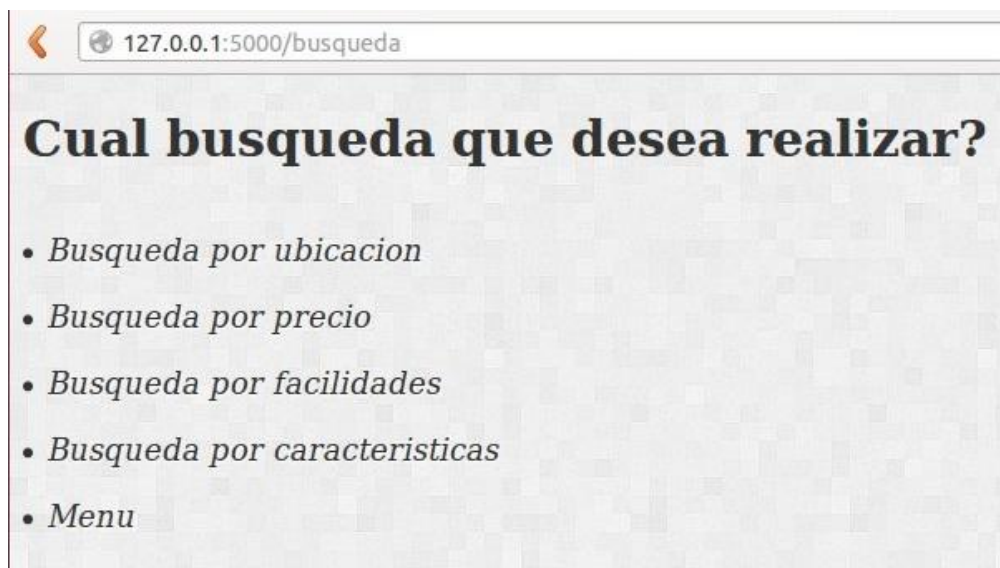 127.0.0.1:5000/busqueda
Cual busqueda que desea realizar?
• Busqueda por ubicacion
• Busqueda por precio
• Busqueda por facilidades
• Busqueda por caracteristicas
• Menu